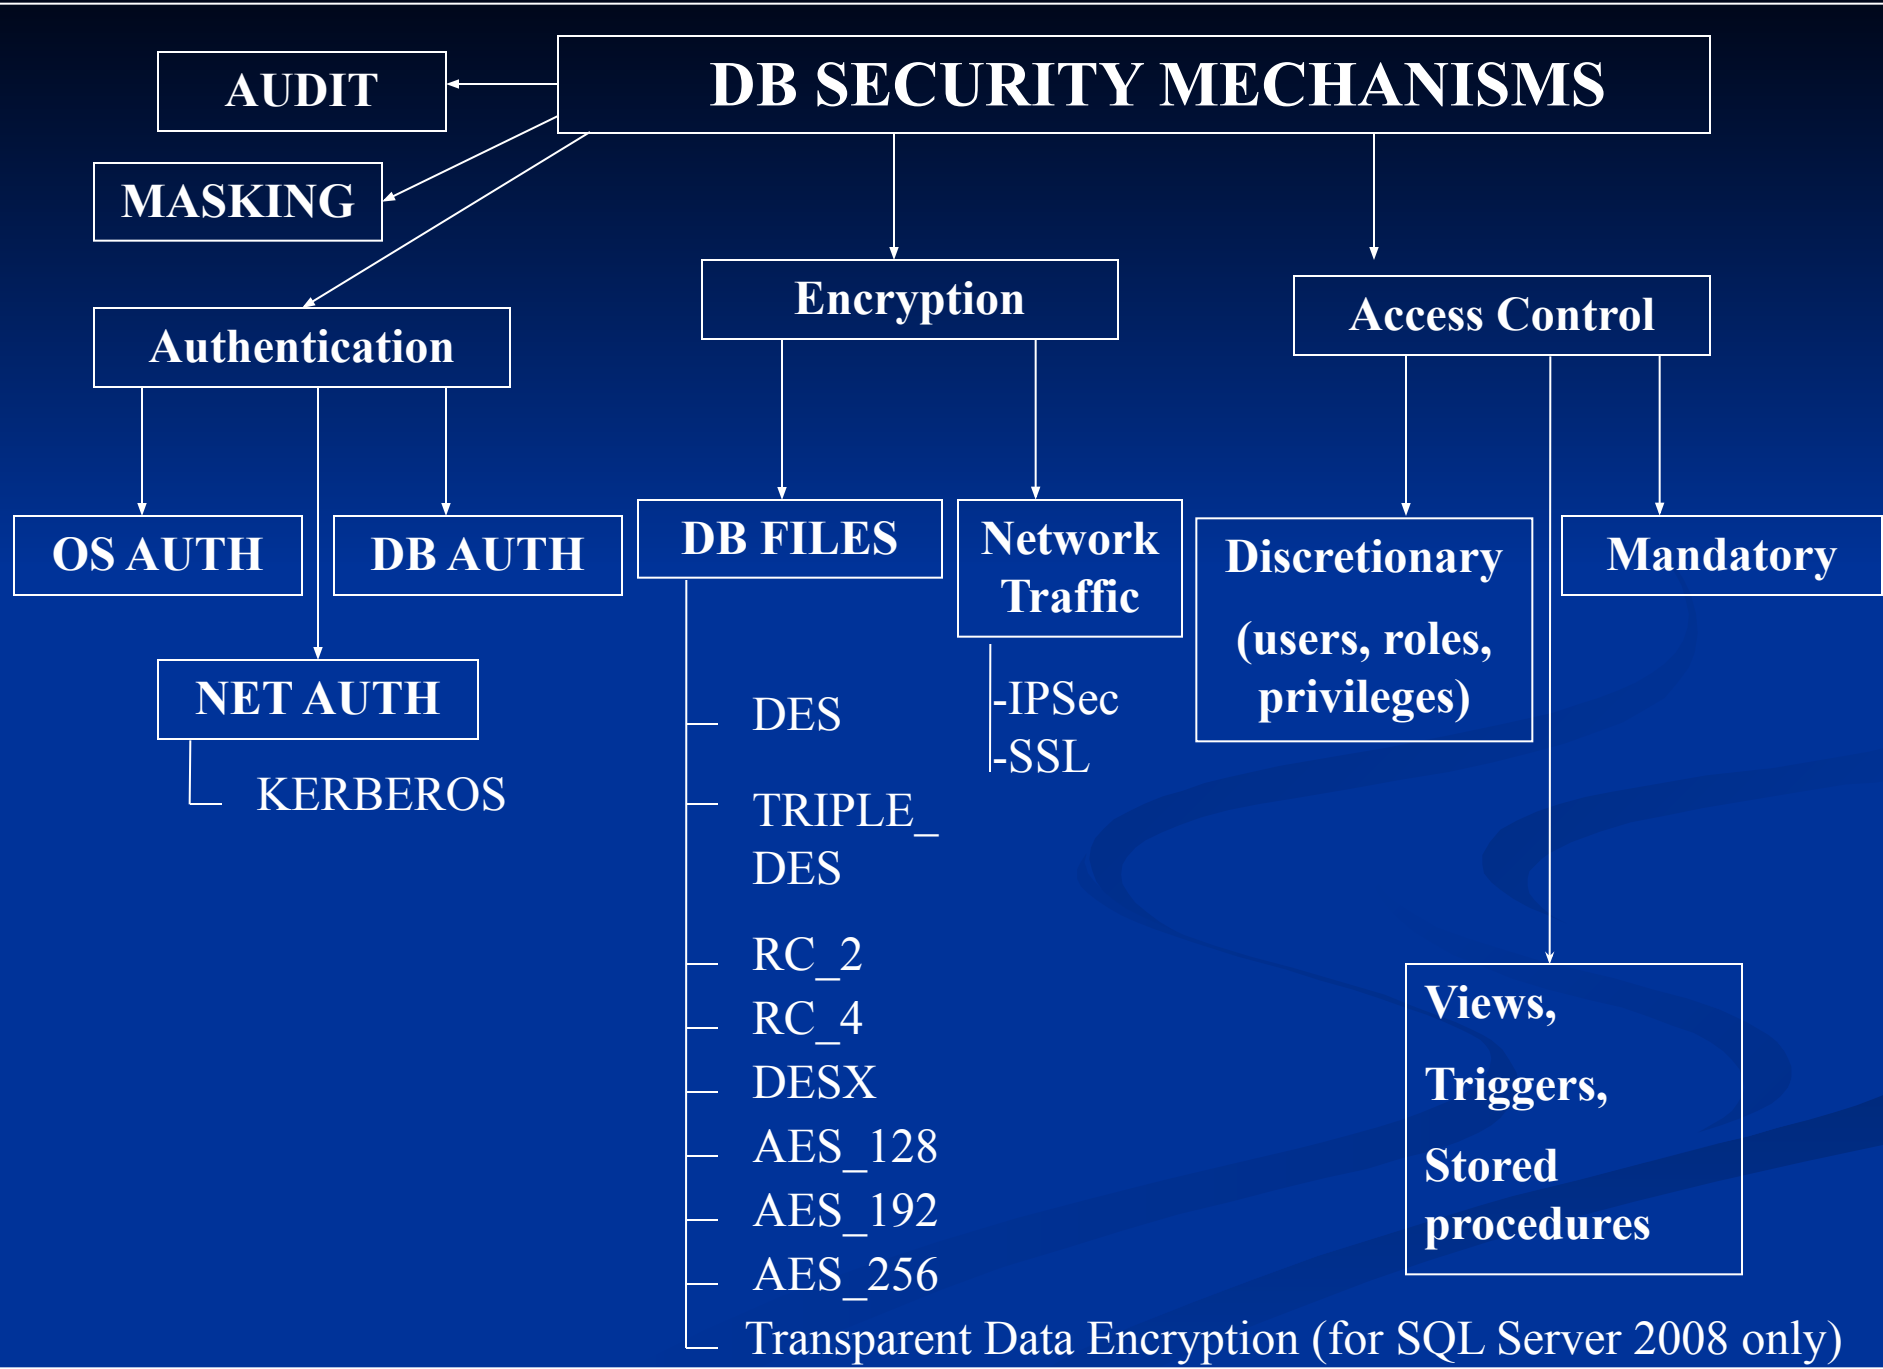 DB SECURITY MECHANISMS
AUDIT
MASKING
Authentication
Encryption
Access Control
OS AUTH
DB AUTH
NET AUTH
KERBEROS
DB FILES
DES
TRIPLE_
DES
RC_2
RC_4
DESX
AES_128
AES_192
AES_256
Transparent Data Encryption (for SQL Server 2008 only)
Network
Traffic
-IPSec
-SSL
Discretionary
(users, roles,
privileges)
Mandatory
Views,
Triggers,
Stored
procedures